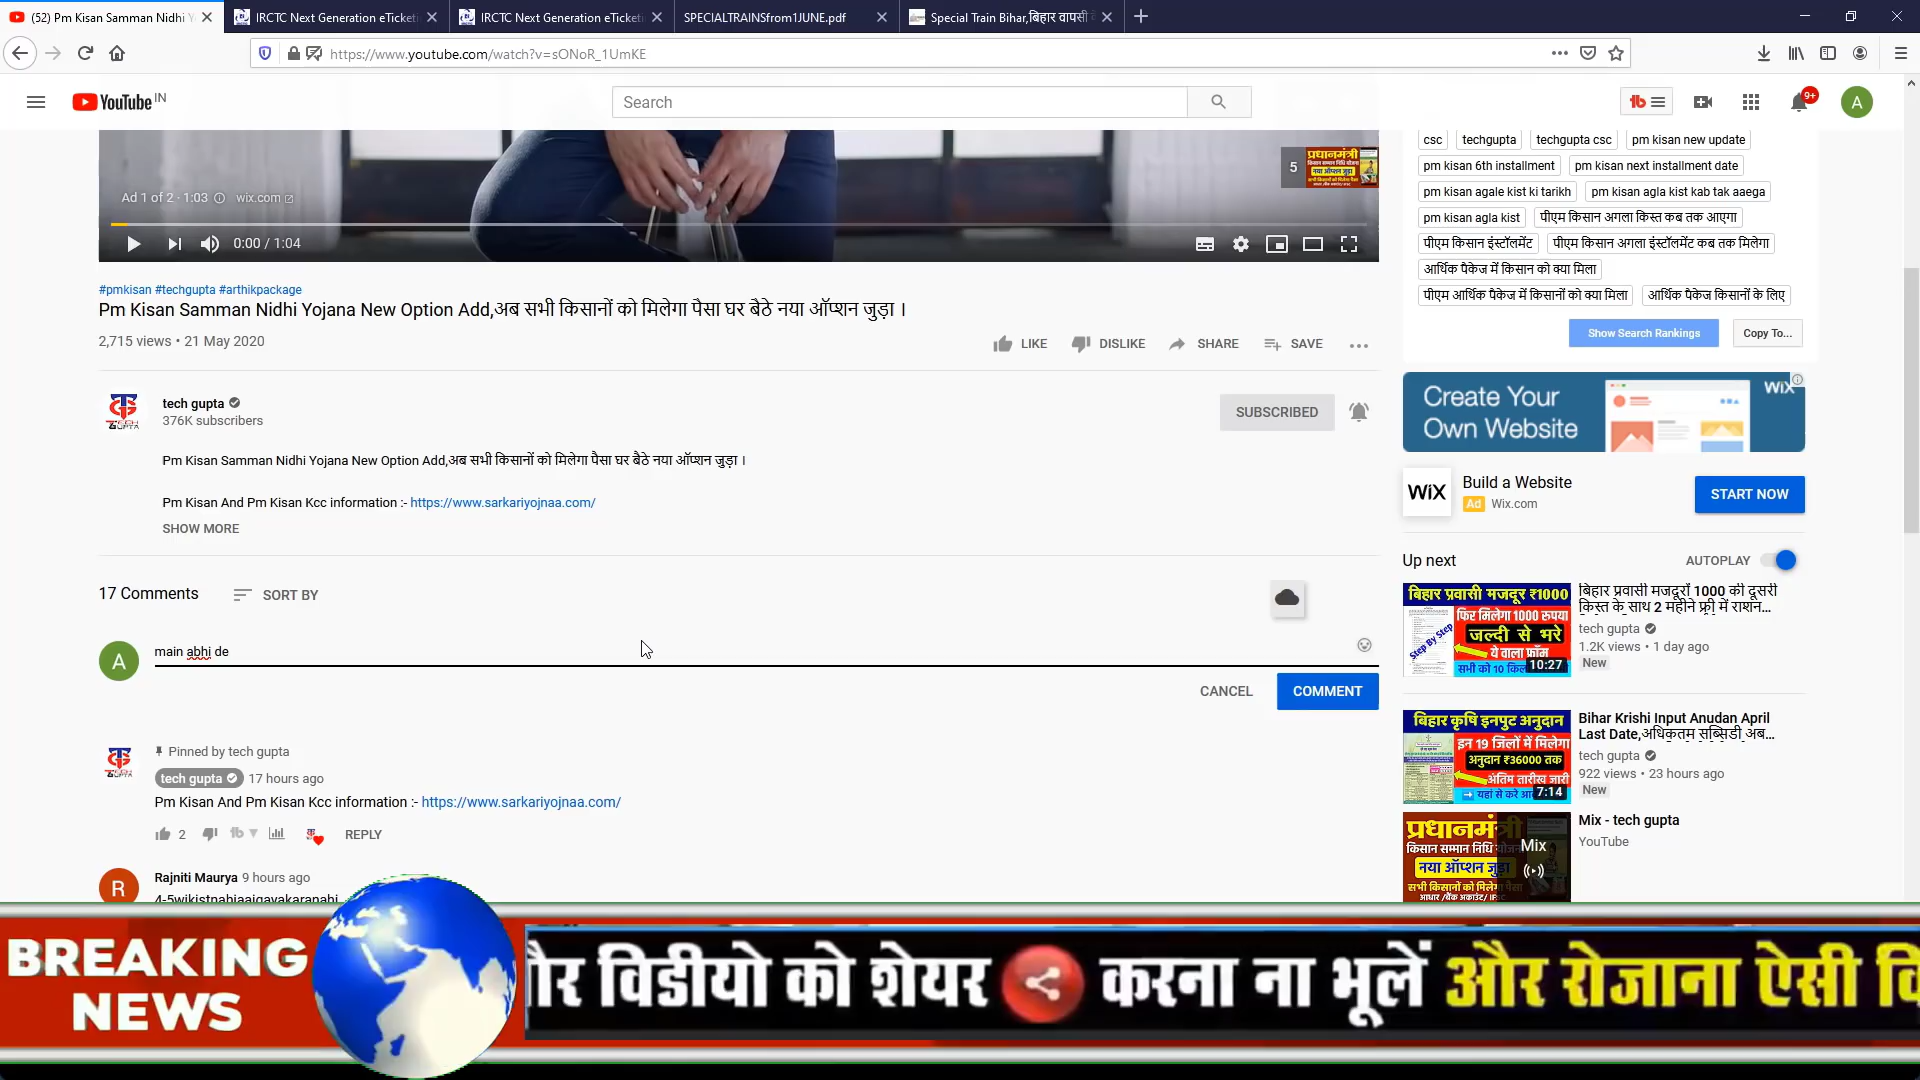 (52) Pm Kisan Samman Nidhi Y
IRCTC Next Generation eTicketi
IRCTC Next Generation eTicketi
SPECIALTRAINSfrom1JUNE.pdf
Special Train Bihar,बिहार वापसी
https://www.youtube.com/watch?v=sONoR_1UmKE
YouTube IN
Search
9+
A
Ad 1 of 2 · 1:03
wix.com
5
0:00 / 1:04
csc
techgupta
techgupta csc
pm kisan new update
pm kisan 6th installment
pm kisan next installment date
pm kisan agale kist ki tarikh
pm kisan agla kist kab tak aaega
pm kisan agla kist
पीएम किसान अगला किस्त कब तक आएगा
पीएम किसान इंस्टॉलमेंट
पीएम किसान अगला इंस्टॉलमेंट कब तक मिलेगा
आर्थिक पैकेज में किसान को क्या मिला
पीएम आर्थिक पैकेज में किसानों को क्या मिला
आर्थिक पैकेज किसानों के लिए
Show Search Rankings
Copy To...
#pmkisan #techgupta #arthikpackage
Pm Kisan Samman Nidhi Yojana New Option Add,अब सभी किसानों को मिलेगा पैसा घर बैठे नया ऑप्शन जुड़ा ।
2,715 views • 21 May 2020
LIKE
DISLIKE
SHARE
SAVE
tech gupta
376K subscribers
SUBSCRIBED
Pm Kisan Samman Nidhi Yojana New Option Add,अब सभी किसानों को मिलेगा पैसा घर बैठे नया ऑप्शन जुड़ा ।
Pm Kisan And Pm Kisan Kcc information :- https://www.sarkariyojnaa.com/
SHOW MORE
Create Your
Own Website
WiX
WiX
Build a Website
Ad Wix.com
START NOW
17 Comments
SORT BY
A
main abhi de
CANCEL
COMMENT
Pinned by tech gupta
tech gupta 17 hours ago
Pm Kisan And Pm Kisan Kcc information :- https://www.sarkariyojnaa.com/
2
REPLY
R
Rajniti Maurya 9 hours ago
Up next
AUTOPLAY
बिहार प्रवासी मजदूर ₹1000
फिर मिलेगा 1000 रुपया
जल्दी से भरे
ये वाला फ्रॉम
Step By Step
10:27
बिहार प्रवासी मजदूरों 1000 की दूसरी
किस्त के साथ 2 महीने फ्री में राशन...
tech gupta
1.2K views • 1 day ago
New
बिहार कृषि इनपुट अनुदान
इन 19 जिलों में मिलेगा
अनुदान ₹36000 तक
अंतिम तारीख जारी
7:14
Bihar Krishi Input Anudan April
Last Date,अधिकतम सब्सिडी अब...
tech gupta
922 views • 23 hours ago
New
किसान सम्मान निधि
नया ऑप्शन जुड़ा
Mix
Mix - tech gupta
YouTube
BREAKING
NEWS
विडीयो को शेयर करना ना भूलें और रोजाना ऐसी